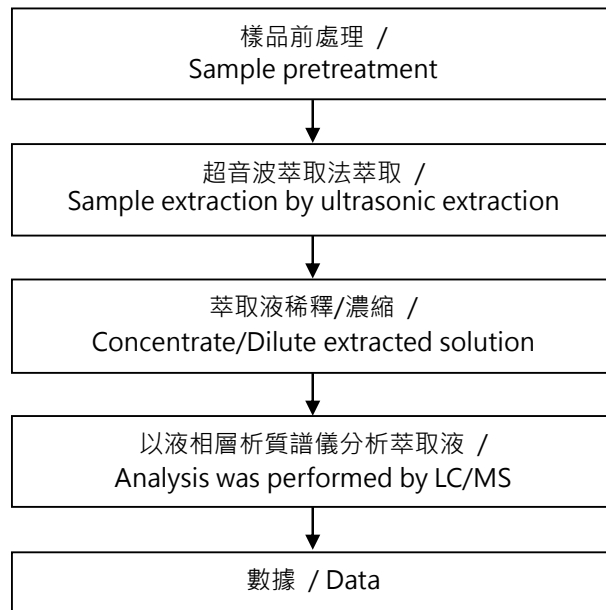 樣品前處理 /
Sample pretreatment
超音波萃取法萃取 /
Sample extraction by ultrasonic extraction
萃取液稀釋/濃縮 /
Concentrate/Dilute extracted solution
以液相層析質譜儀分析萃取液 /
Analysis was performed by LC/MS
數據 / Data